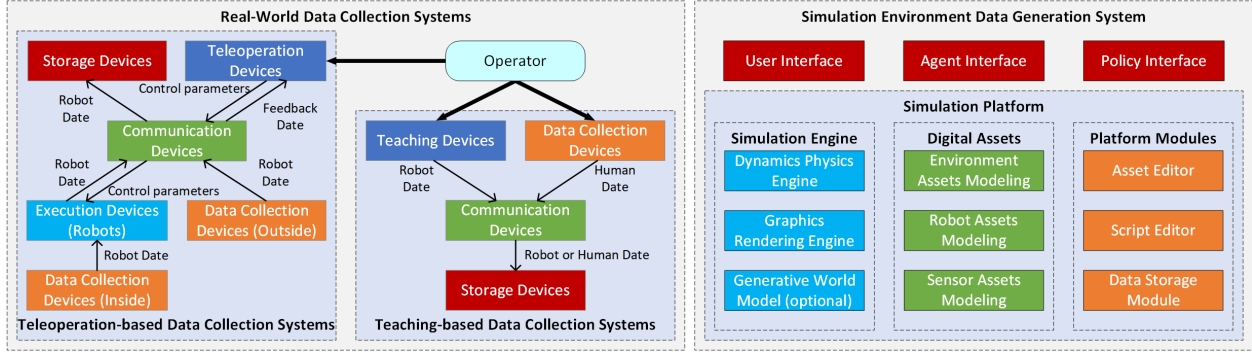 Real-World Data Collection Systems
Storage Devices
Teleoperation
Devices
Operator
Control parameters
Robot
Date
Feedback
Date
Communication
Devices
Robot
Date
Control parameters
Robot
Date
Execution Devices
(Robots)
Data Collection
Devices (Outside)
Robot Date
Data Collection
Devices (Inside)
Teleoperation-based Data Collection Systems
Teaching Devices
Data Collection
Devices
Robot
Date
Human
Date
Communication
Devices
Robot or Human Date
Storage Devices
Teaching-based Data Collection Systems
Simulation Environment Data Generation System
User Interface
Agent Interface
Policy Interface
Simulation Platform
Simulation Engine
Dynamics Physics
Engine
Graphics
Rendering Engine
Generative World
Model (optional)
Digital Assets
Environment
Assets Modeling
Robot Assets
Modeling
Sensor Assets
Modeling
Platform Modules
Asset Editor
Script Editor
Data Storage
Module